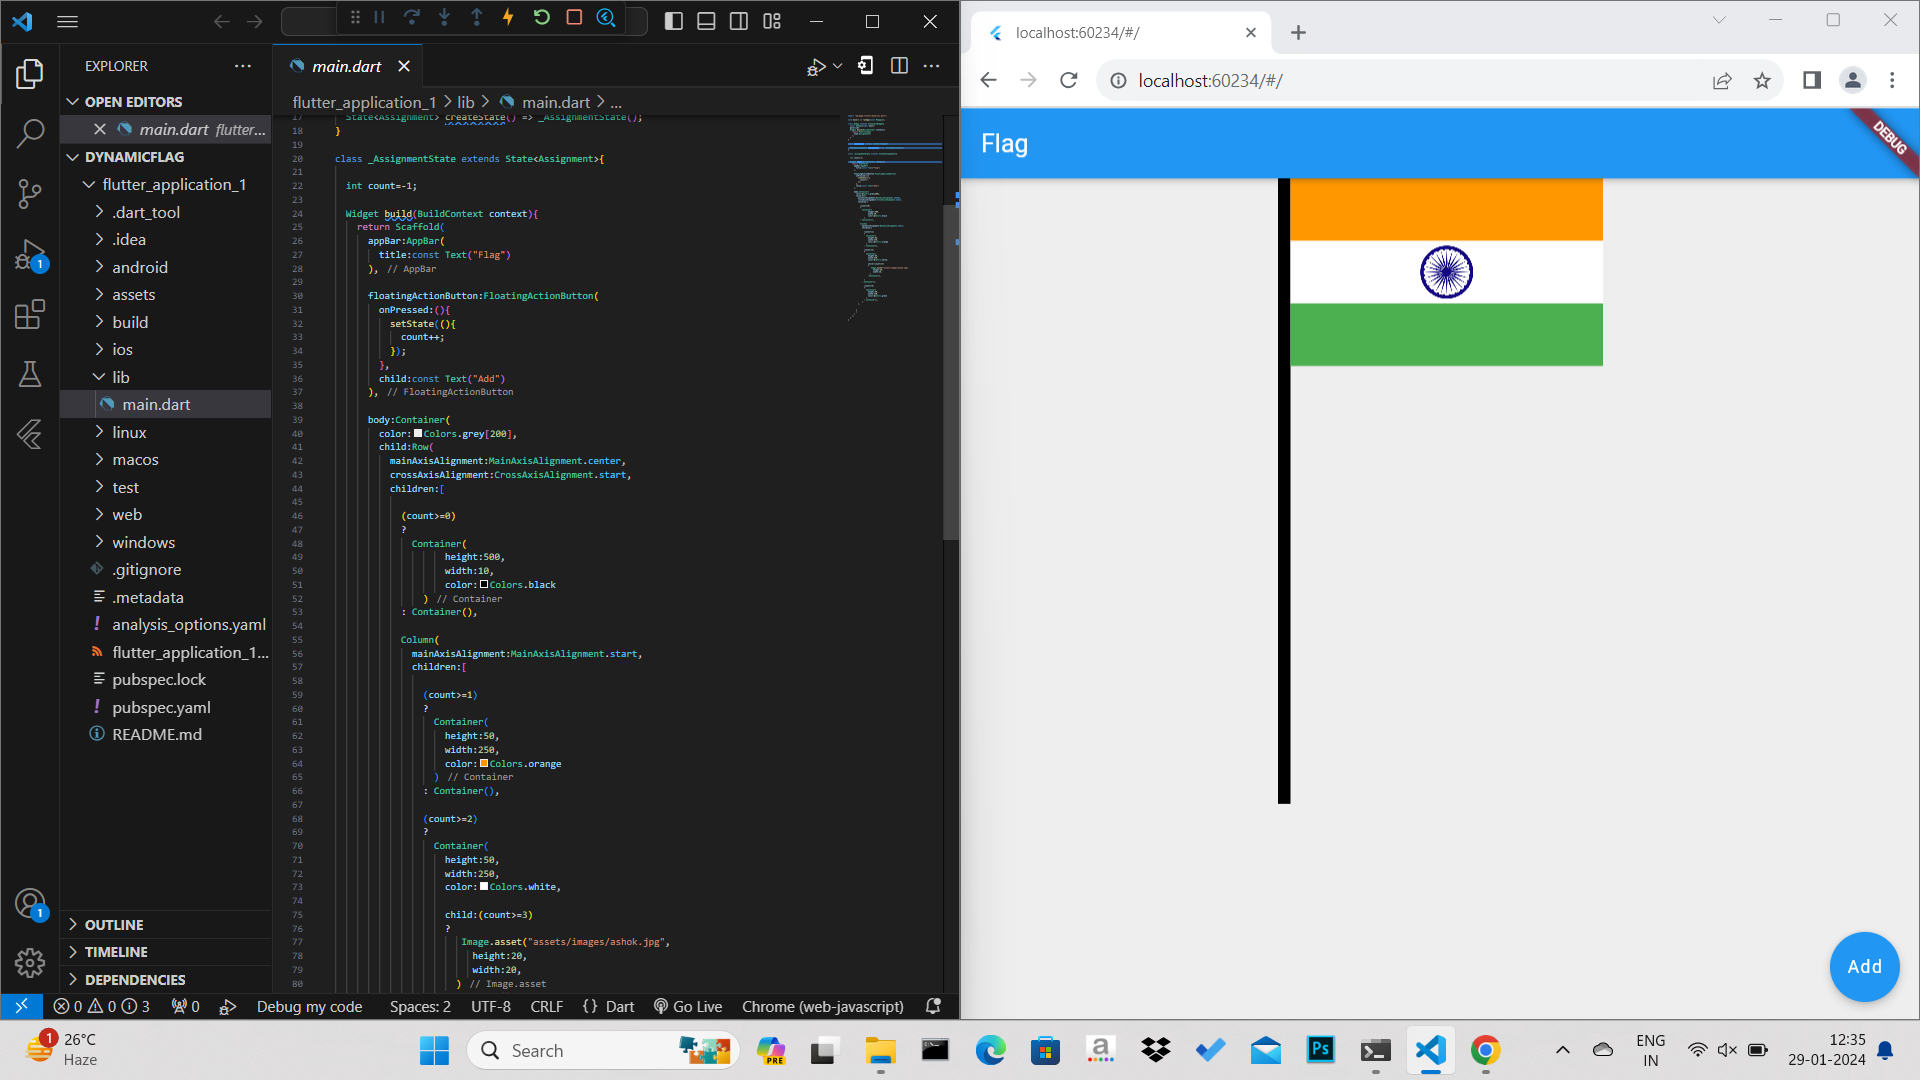 main.dart
EXPLORER
OPEN EDITORS
main.dart flutter...
DYNAMICFLAG
flutter_application_1
.dart_tool
.idea
android
assets
build
ios
lib
main.dart
linux
macos
test
web
windows
.gitignore
.metadata
analysis_options.yaml
flutter_application_1...
pubspec.lock
pubspec.yaml
README.md
OUTLINE
TIMELINE
DEPENDENCIES
1
1
flutter_application_1 > lib > main.dart > ...
17 State<Assignment> createState() => _AssignmentState();
18 }
19
20 class _AssignmentState extends State<Assignment>{
21
22 int count=-1;
23
24 Widget build(BuildContext context){
25 return Scaffold(
26 appBar:AppBar(
27 title:const Text("Flag")
28 ), // AppBar
29
30 floatingActionButton:FloatingActionButton(
31 onPressed:(){
32 setState((){
33 count++;
34 });
35 },
36 child:const Text("Add")
37 ), // FloatingActionButton
38
39 body:Container(
40 color:Colors.grey[200],
41 child:Row(
42 mainAxisAlignment:MainAxisAlignment.center,
43 crossAxisAlignment:CrossAxisAlignment.start,
44 children:[
45
46 (count>=0)
47 ?
48 Container(
49 height:500,
50 width:10,
51 color:Colors.black
52 ) // Container
53 : Container(),
54
55 Column(
56 mainAxisAlignment:MainAxisAlignment.start,
57 children:[
58
59 (count>=1)
60 ?
61 Container(
62 height:50,
63 width:250,
64 color:Colors.orange
65 ) // Container
66 : Container(),
67
68 (count>=2)
69 ?
70 Container(
71 height:50,
72 width:250,
73 color:Colors.white,
74
75 child:(count>=3)
76 ?
77 Image.asset("assets/images/ashok.jpg",
78 height:20,
79 width:20,
80 ) // Image.asset
0 0 3 0 Debug my code Spaces: 2 UTF-8 CRLF {} Dart Go Live Chrome (web-javascript)
localhost:60234/#/
localhost:60234/#/
Flag
DEBUG
Add
1
26°C
Haze
Search
PRE
a
Ps
ENG
IN
12:35
29-01-2024